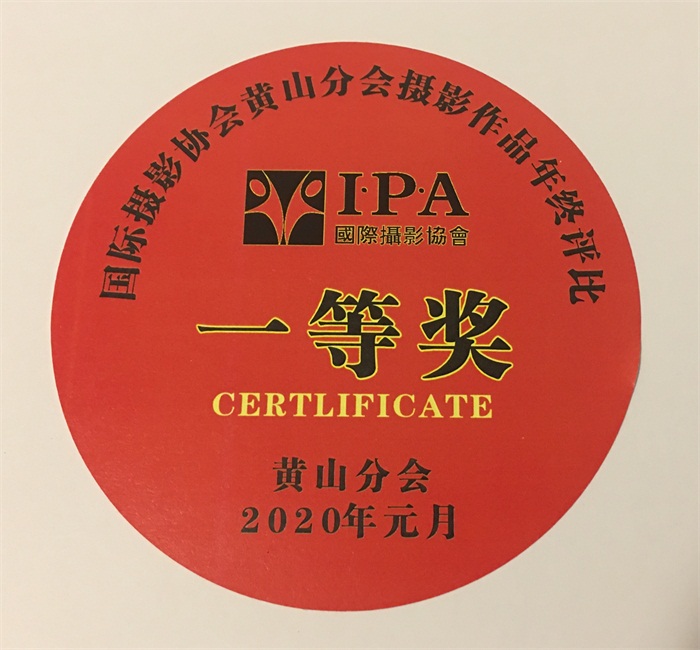 国际摄影协会黄山分会摄影作品年终评比
I·P·A
國際攝影協會
一等奖
CERTLIFICATE
黄山分会
2020年元月